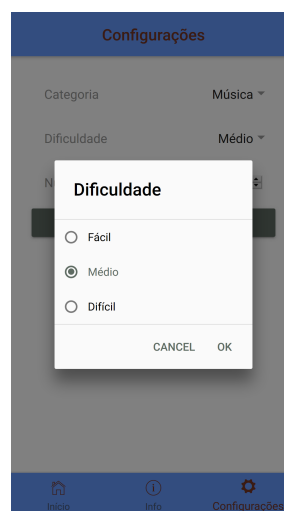 Configurações
Categoria Música
Dificuldade Médio
N
Dificuldade
Fácil
Médio
Difícil
CANCEL OK
Início Info Configurações